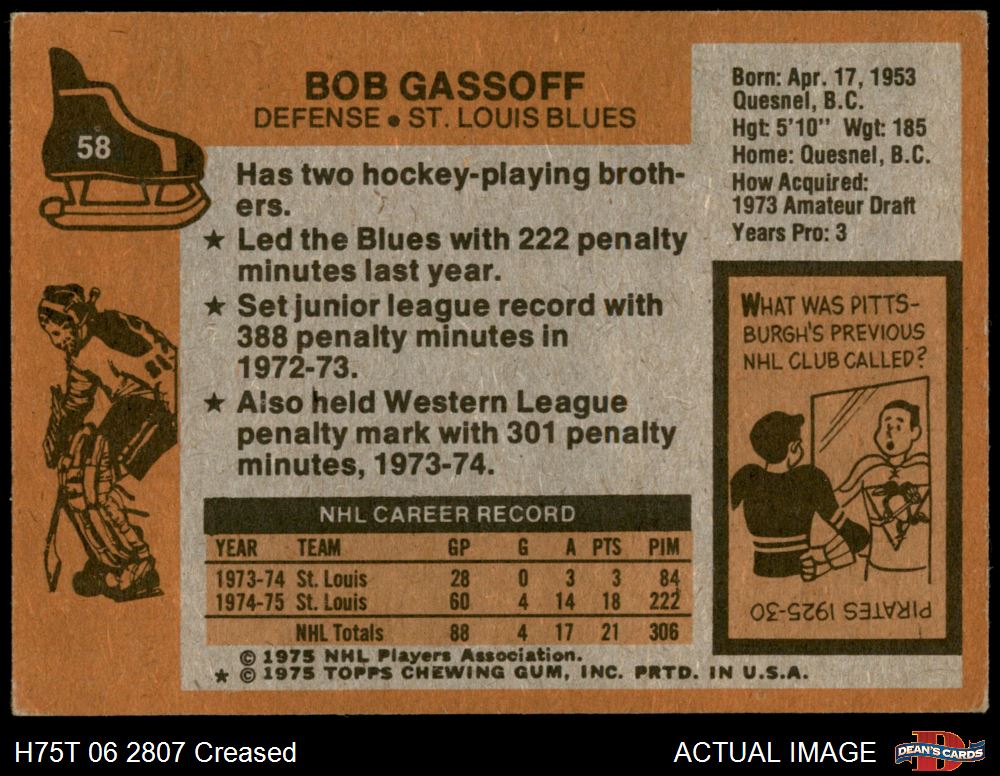 58
BOB GASSOFF
DEFENSE • ST. LOUIS BLUES
Has two hockey-playing broth-
ers.
★ Led the Blues with 222 penalty
minutes last year.
★ Set junior league record with
388 penalty minutes in
1972-73.
★ Also held Western League
penalty mark with 301 penalty
minutes, 1973-74.
Born: Apr. 17, 1953
Quesnel, B.C.
Hgt: 5'10" Wgt: 185
Home: Quesnel, B.C.
How Acquired:
1973 Amateur Draft
Years Pro: 3
WHAT WAS PITTS-
BURGH'S PREVIOUS
NHL CLUB CALLED?
PIRATES 1925-30
NHL CAREER RECORD
YEAR TEAM GP G A PTS PIM
1973-74 St. Louis 28 0 3 3 84
1974-75 St. Louis 60 4 14 18 222
NHL Totals 88 4 17 21 306
© 1975 NHL Players Association.
★ © 1975 TOPPS CHEWING GUM, INC. PRTD. IN U.S.A.
H75T 06 2807 Creased
ACTUAL IMAGE
D
DEAN'S CARDS